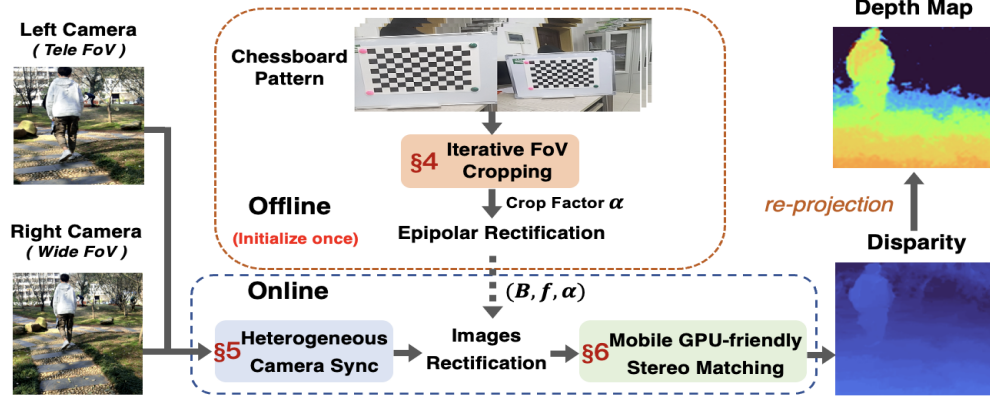 Left Camera
( Tele FoV )
Right Camera
( Wide FoV )
Chessboard
Pattern
§4 Iterative FoV
Cropping
Crop Factor α
Offline
(Initialize once)
Epipolar Rectification
Online
(B, f, α)
§5 Heterogeneous
Camera Sync
Images
Rectification
§6 Mobile GPU-friendly
Stereo Matching
Depth Map
re-projection
Disparity